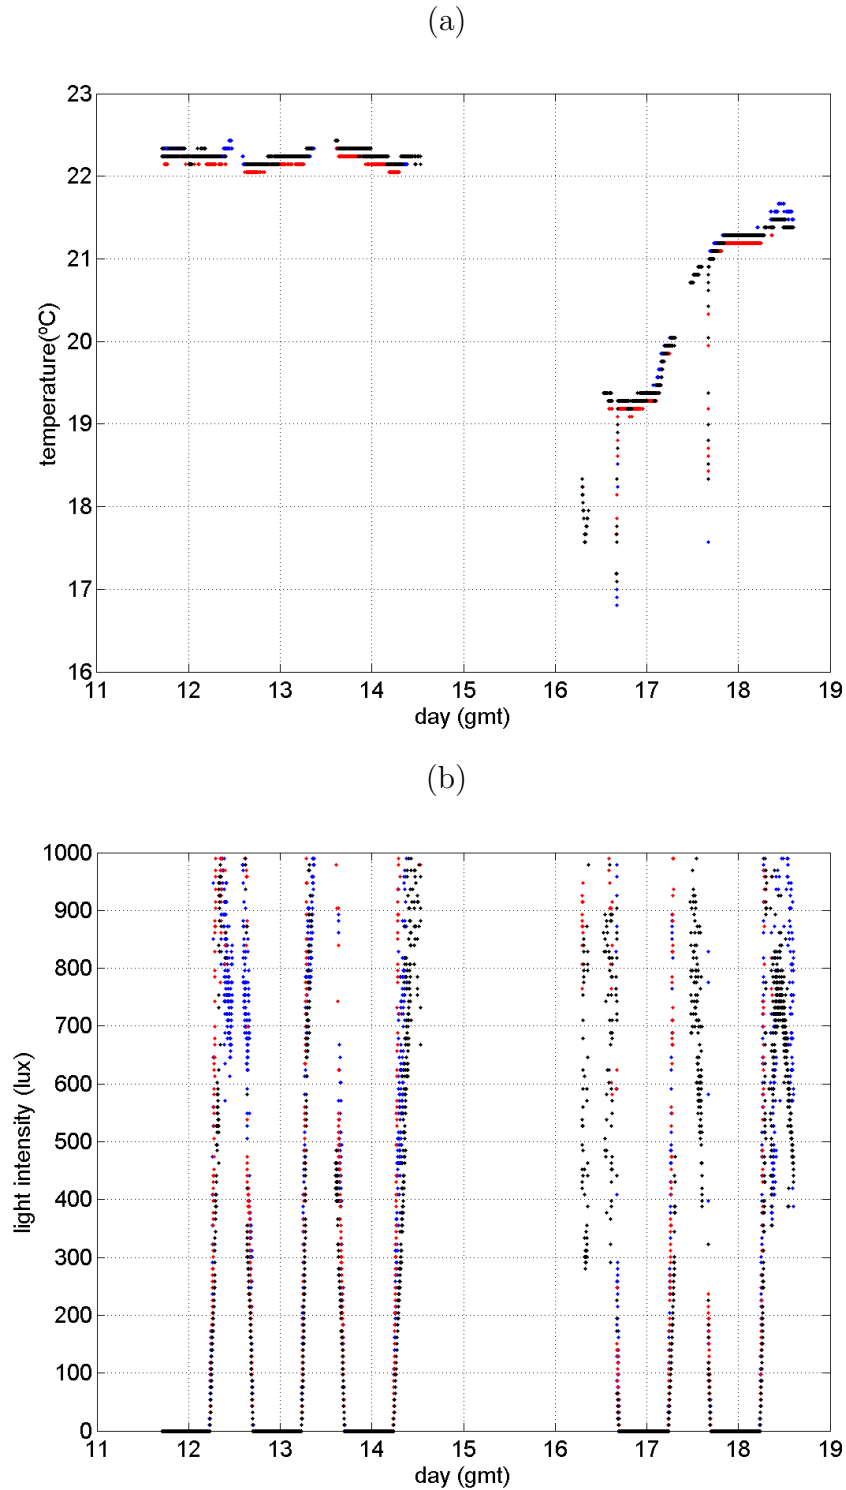 (a)
23
22
21
20
19
18
17
16
temperature(ºC)
11 12 13 14 15 16 17 18 19
day (gmt)
(b)
1000
900
800
700
600
500
400
300
200
100
0
light intensity (lux)
11 12 13 14 15 16 17 18 19
day (gmt)